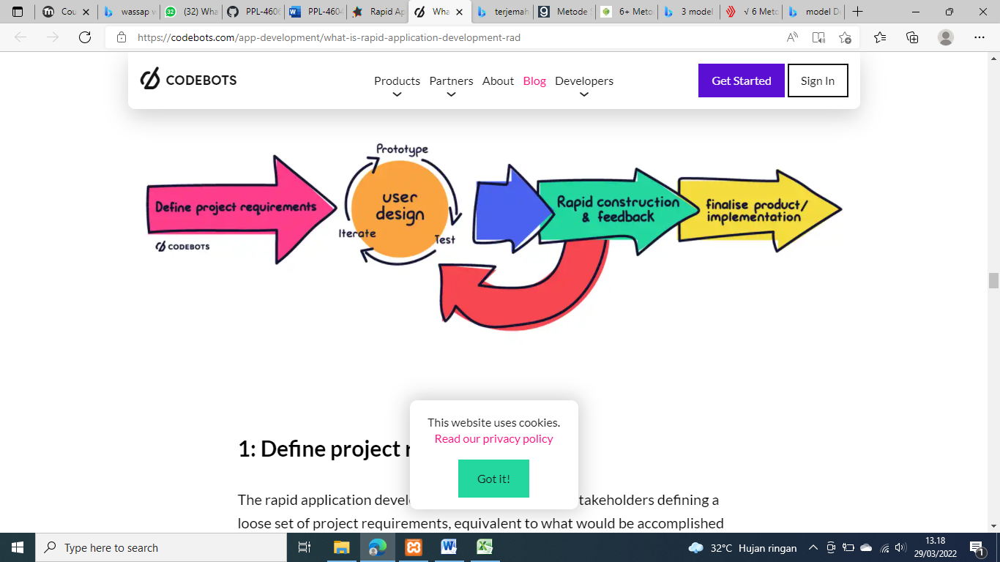 Cou
wassap w
(32) Wha
PPL-4606
PPL-4604
Rapid Ap
Wha
terjemah
Metode S
6+ Meto
3 model
√ 6 Meto
model De
https://codebots.com/app-development/what-is-rapid-application-development-rad
CODEBOTS
Products
Partners
About
Blog
Developers
Get Started
Sign In
Define project requirements
CODEBOTS
Prototype
user
design
Iterate
Test
Rapid construction
& feedback
finalise product/
implementation
This website uses cookies.
Read our privacy policy
Got it!
1: Define project r
The rapid application devel
takeholders defining a
loose set of project requirements, equivalent to what would be accomplished
Type here to search
32°C Hujan ringan
13.18
29/03/2022
1